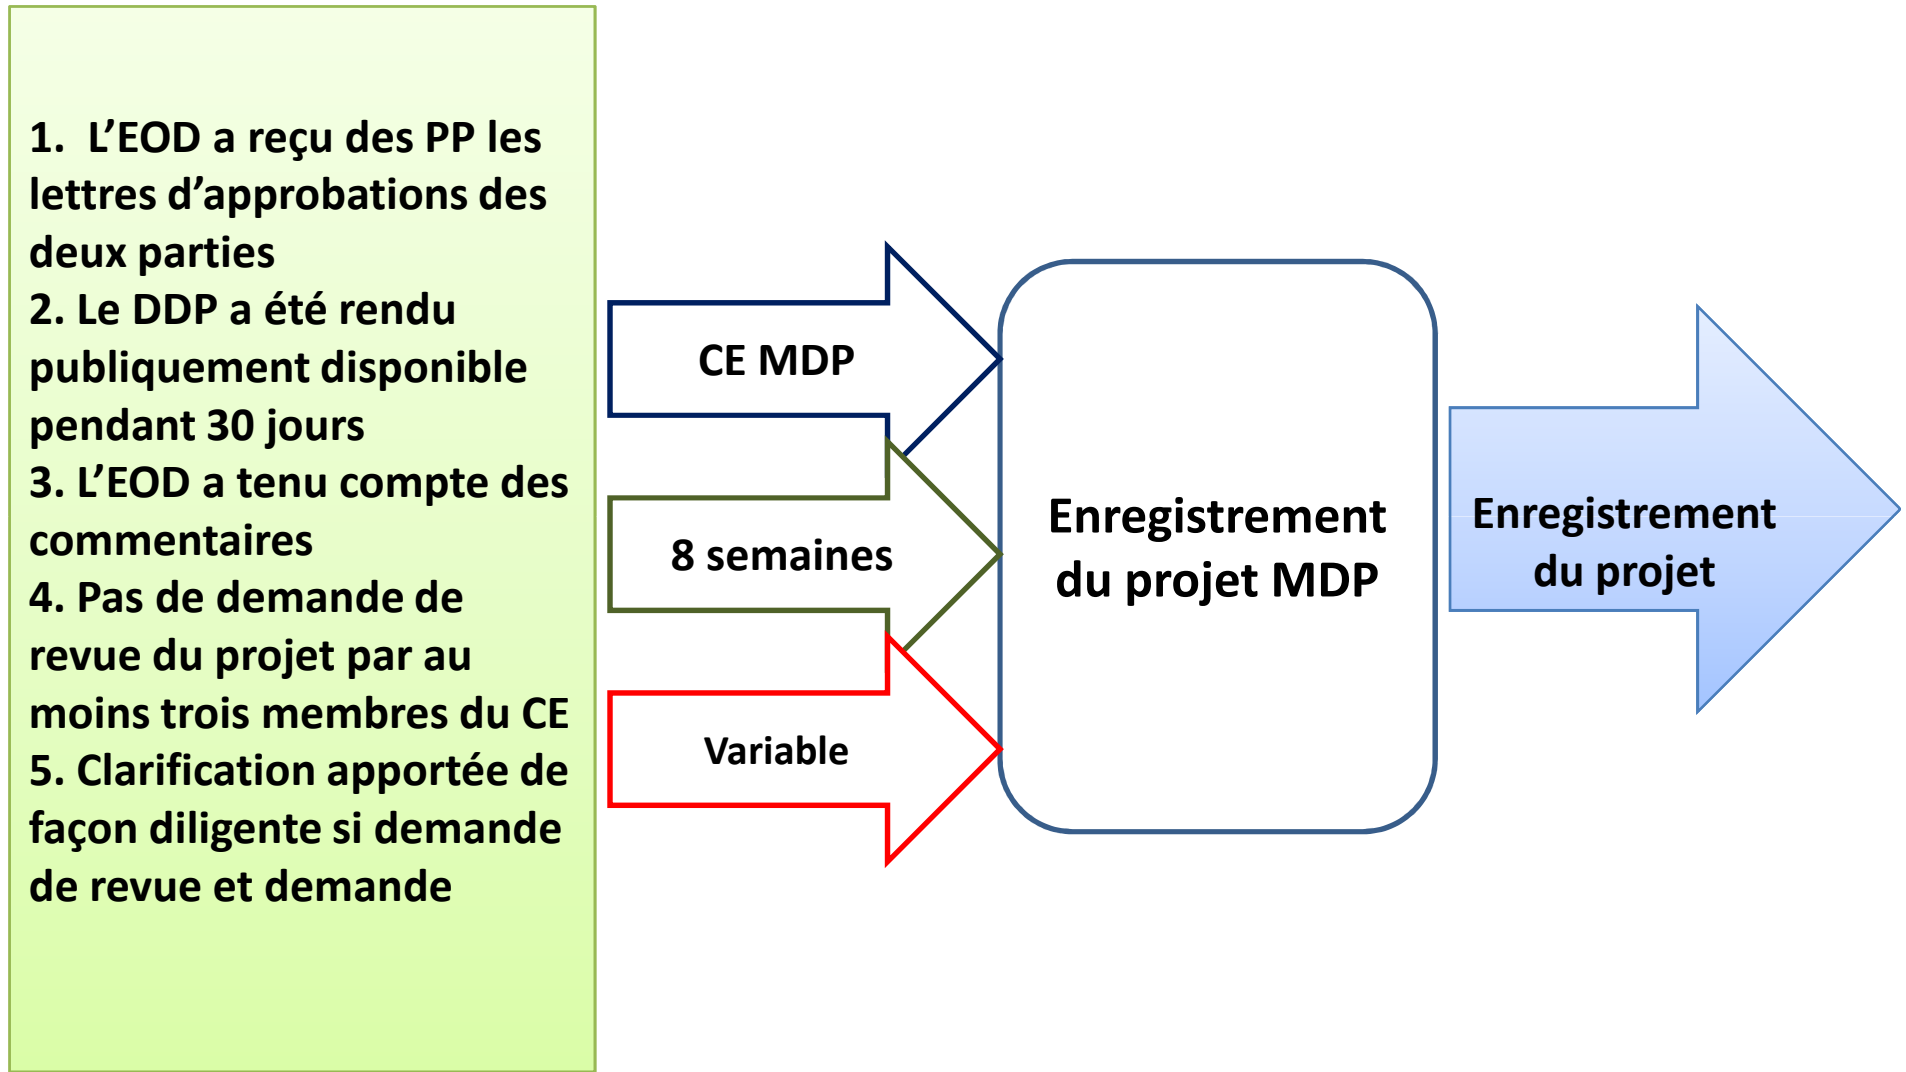 1. L’EOD a reçu des PP les
lettres d’approbations des
deux parties
2. Le DDP a été rendu
publiquement disponible
pendant 30 jours
3. L’EOD a tenu compte des
commentaires
4. Pas de demande de
revue du projet par au
moins trois membres du CE
5. Clarification apportée de
façon diligente si demande
de revue et demande
CE MDP
8 semaines
Variable
Enregistrement
du projet MDP
Enregistrement
du projet